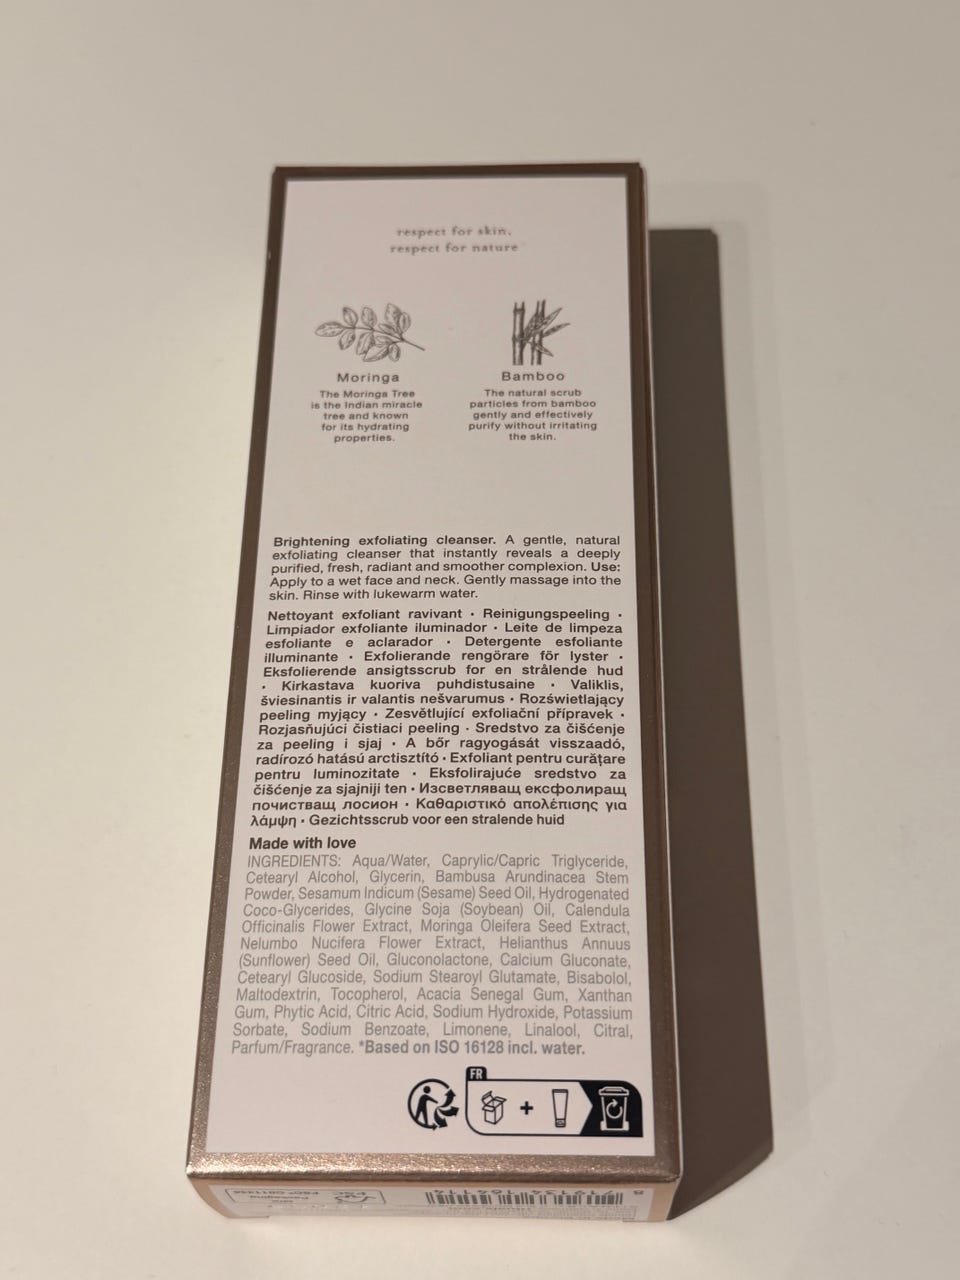 respect for skin.
respect for nature
Moringa
The Moringa Tree
is the Indian miracle
tree and known
for its hydrating
properties.
Bamboo
The natural scrub
particles from bamboo
gently and effectively
purify without irritating
the skin.
Brightening exfoliating cleanser. A gentle, natural
exfoliating cleanser that instantly reveals a deeply
purified, fresh, radiant and smoother complexion. Use:
Apply to a wet face and neck. Gently massage into the
skin. Rinse with lukewarm water.
Nettoyant exfoliant ravivant · Reinigungspeeling ·
Limpiador exfoliante iluminador · Leite de limpeza
esfoliante e aclarador · Detergente esfoliante
illuminante · Exfolierande rengörare för lyster ·
Eksfolierende ansigtsscrub for en strålende hud
· Kirkastava kuoriva puhdistusaine · Valiklis,
šviesinantis ir valantis nešvarumus · Rozświetlający
peeling myjący · Zesvětlující exfoliační přípravek ·
Rozjasňujúci čistiaci peeling · Sredstvo za čišćenje
za peeling i sjaj · A bőr ragyogását visszaadó,
radírozó hatású arctisztító · Exfoliant pentru curățare
pentru luminozitate · Eksfolirajuće sredstvo za
čišćenje za sjajniji ten · Изсветляващ ексфолиращ
почистващ лосион · Καθαριστικό απολέπισης για
λάμψη · Gezichtsscrub voor een stralende huid
Made with love
INGREDIENTS: Aqua/Water, Caprylic/Capric Triglyceride,
Cetearyl Alcohol, Glycerin, Bambusa Arundinacea Stem
Powder, Sesamum Indicum (Sesame) Seed Oil, Hydrogenated
Coco-Glycerides, Glycine Soja (Soybean) Oil, Calendula
Officinalis Flower Extract, Moringa Oleifera Seed Extract,
Nelumbo Nucifera Flower Extract, Helianthus Annuus
(Sunflower) Seed Oil, Gluconolactone, Calcium Gluconate,
Cetearyl Glucoside, Sodium Stearoyl Glutamate, Bisabolol,
Maltodextrin, Tocopherol, Acacia Senegal Gum, Xanthan
Gum, Phytic Acid, Citric Acid, Sodium Hydroxide, Potassium
Sorbate, Sodium Benzoate, Limonene, Linalool, Citral,
Parfum/Fragrance. *Based on ISO 16128 incl. water.
FR
+
8 719134 164114
FSC